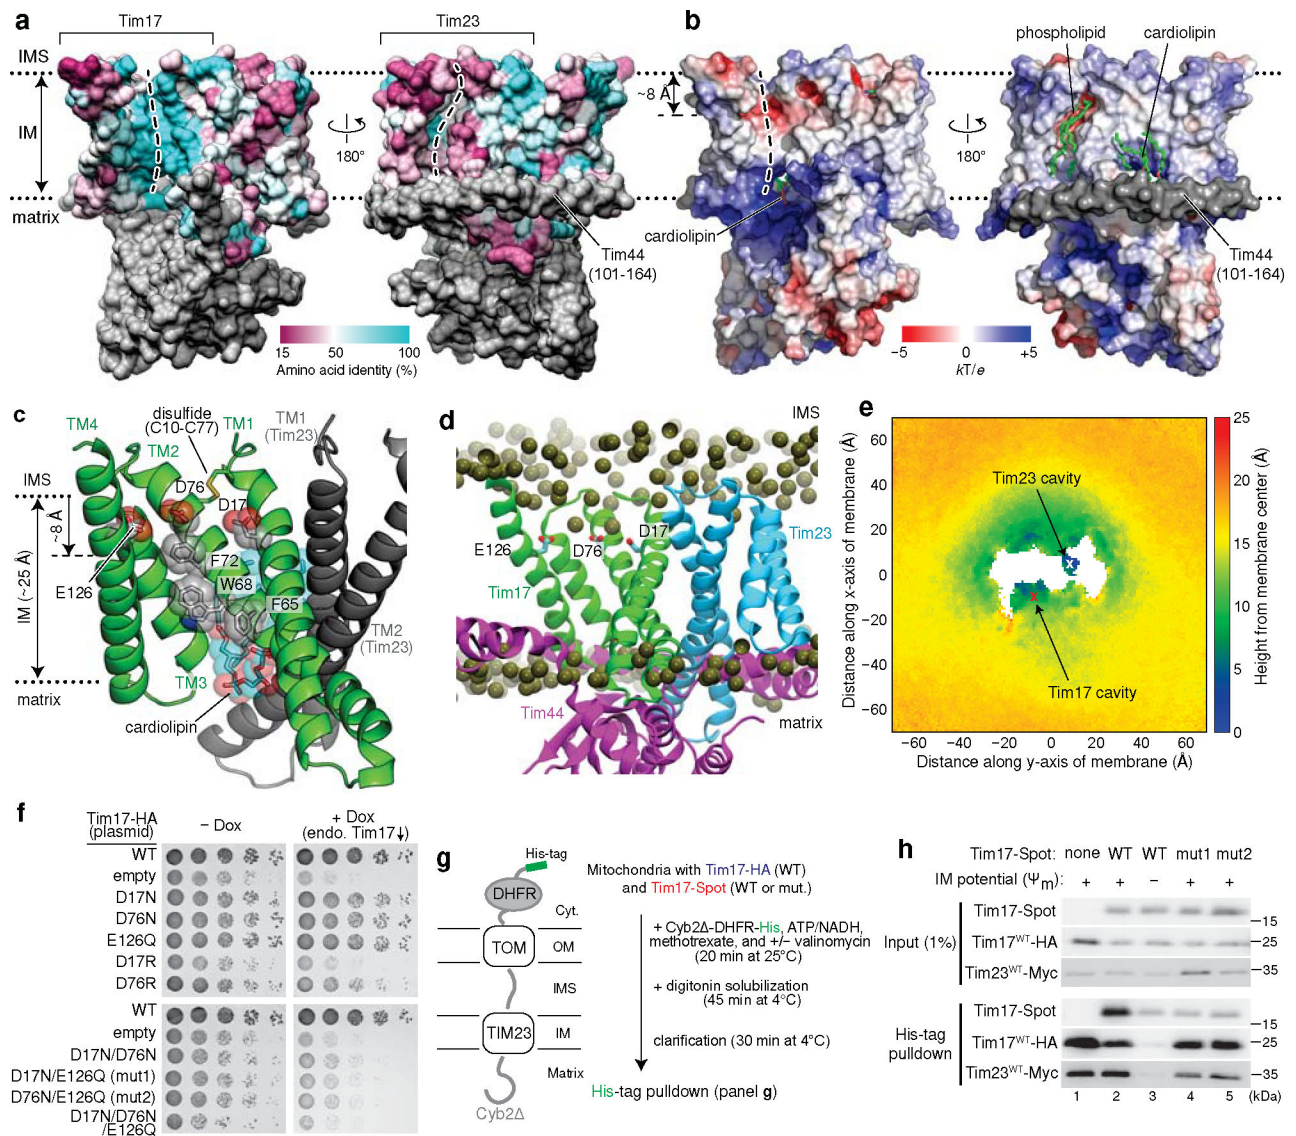 a
Tim17
Tim23
IMS
IM
matrix
180°
Tim44
(101-164)
15 50 100
Amino acid identity (%)
b
phospholipid
cardiolipin
~8 Å
180°
cardiolipin
Tim44
(101-164)
−5 0 +5
kT/e
c
disulfide
(C10-C77)
TM4
TM2
TM1
TM1
(Tim23)
IMS
D76
D17
~8 Å
IM (~25 Å)
E126
F72
W68
F65
TM2
(Tim23)
TM3
matrix
cardiolipin
d
IMS
Tim23
E126
D76
D17
Tim17
Tim44
matrix
e
Distance along x-axis of membrane (Å)
60
40
20
0
−20
−40
−60
Tim23 cavity
x
x
Tim17 cavity
−60 −40 −20 0 20 40 60
Distance along y-axis of membrane (Å)
25
20
15
10
5
0
Height from membrane center (Å)
f
Tim17-HA
(plasmid)
− Dox
+ Dox
(endo. Tim17↓)
WT
empty
D17N
D76N
E126Q
D17R
D76R
WT
empty
D17N/D76N
D17N/E126Q (mut1)
D76N/E126Q (mut2)
D17N/D76N
/E126Q
g
His-tag
DHFR
Cyt.
TOM
OM
IMS
TIM23
IM
Matrix
Cyb2Δ
Mitochondria with Tim17-HA (WT)
and Tim17-Spot (WT or mut.)
+ Cyb2Δ-DHFR-His, ATP/NADH,
methotrexate, and +/− valinomycin
(20 min at 25°C)
+ digitonin solubilization
(45 min at 4°C)
clarification (30 min at 4°C)
His-tag pulldown (panel g)
h
Tim17-Spot: none WT WT mut1 mut2
IM potential (Ψm): + + − + +
Input (1%)
Tim17-Spot
−15
Tim17WT-HA
−25
Tim23WT-Myc
−35
His-tag
pulldown
Tim17-Spot
−15
Tim17WT-HA
−25
Tim23WT-Myc
−35
1 2 3 4 5 (kDa)